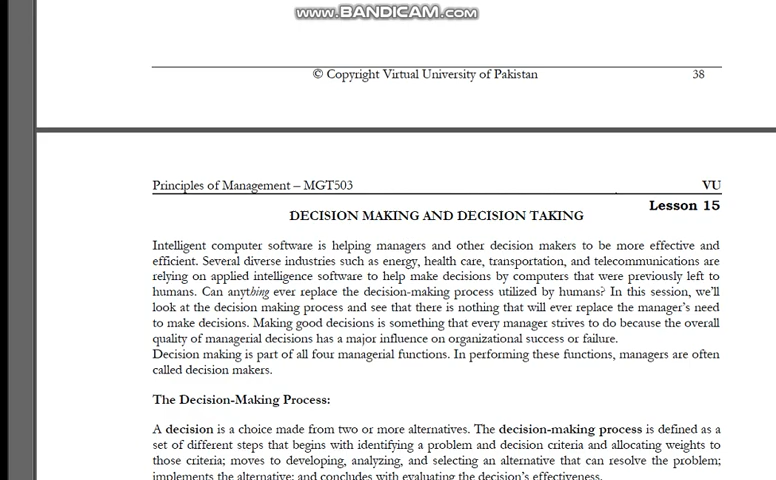 www.BANDICAM.com
© Copyright Virtual University of Pakistan 38
Principles of Management – MGT503 VU
Lesson 15
DECISION MAKING AND DECISION TAKING
Intelligent computer software is helping managers and other decision makers to be more effective and
efficient. Several diverse industries such as energy, health care, transportation, and telecommunications are
relying on applied intelligence software to help make decisions by computers that were previously left to
humans. Can anything ever replace the decision-making process utilized by humans? In this session, we'll
look at the decision making process and see that there is nothing that will ever replace the manager's need
to make decisions. Making good decisions is something that every manager strives to do because the overall
quality of managerial decisions has a major influence on organizational success or failure.
Decision making is part of all four managerial functions. In performing these functions, managers are often
called decision makers.
The Decision-Making Process:
A decision is a choice made from two or more alternatives. The decision-making process is defined as a
set of different steps that begins with identifying a problem and decision criteria and allocating weights to
those criteria; moves to developing, analyzing, and selecting an alternative that can resolve the problem;
implements the alternative; and concludes with evaluating the decision's effectiveness.